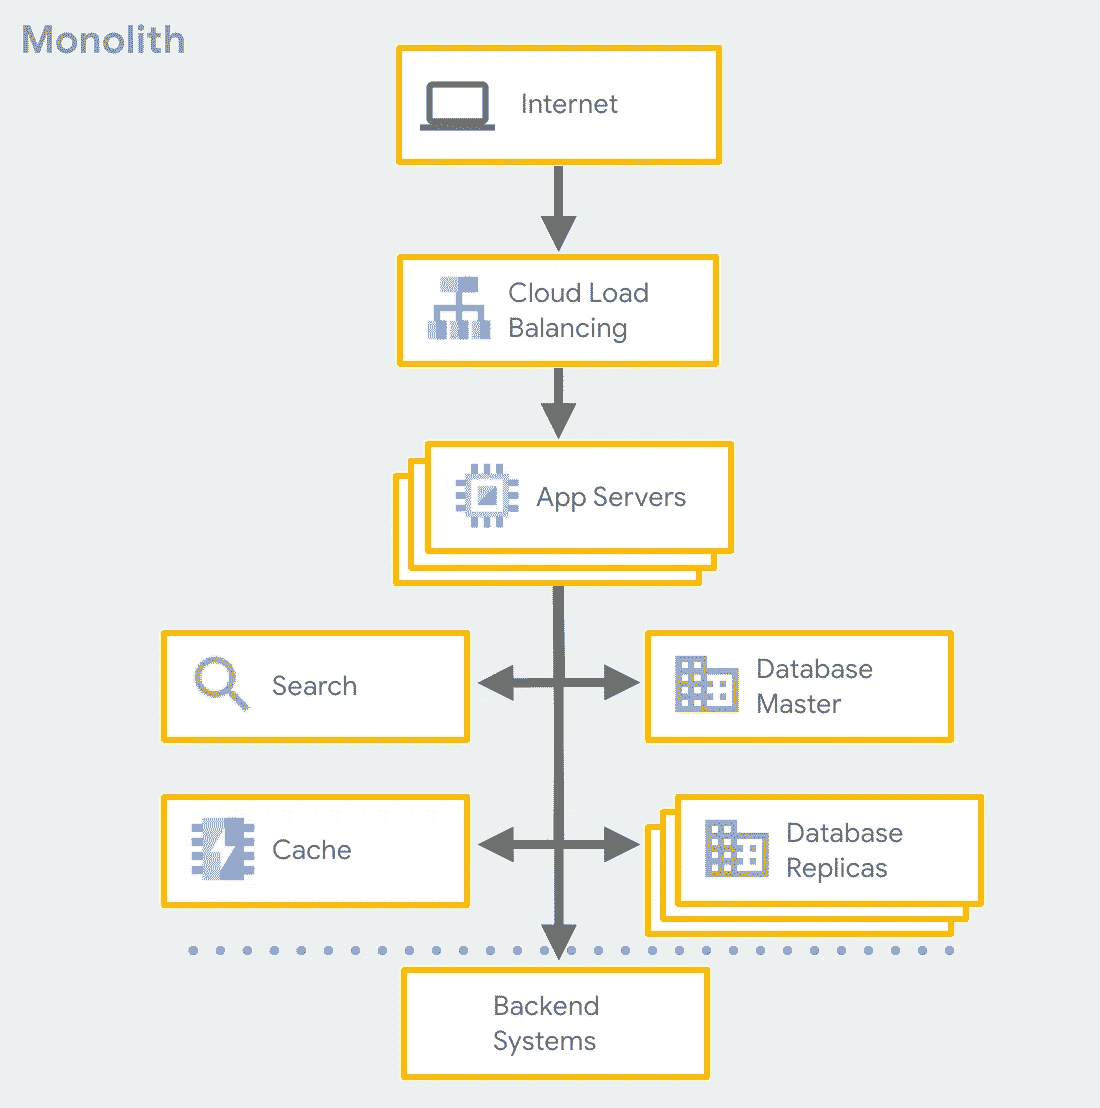 Monolith
Internet
Cloud Load
Balancing
App Servers
Search
Database
Master
Cache
Database
Replicas
Backend
Systems